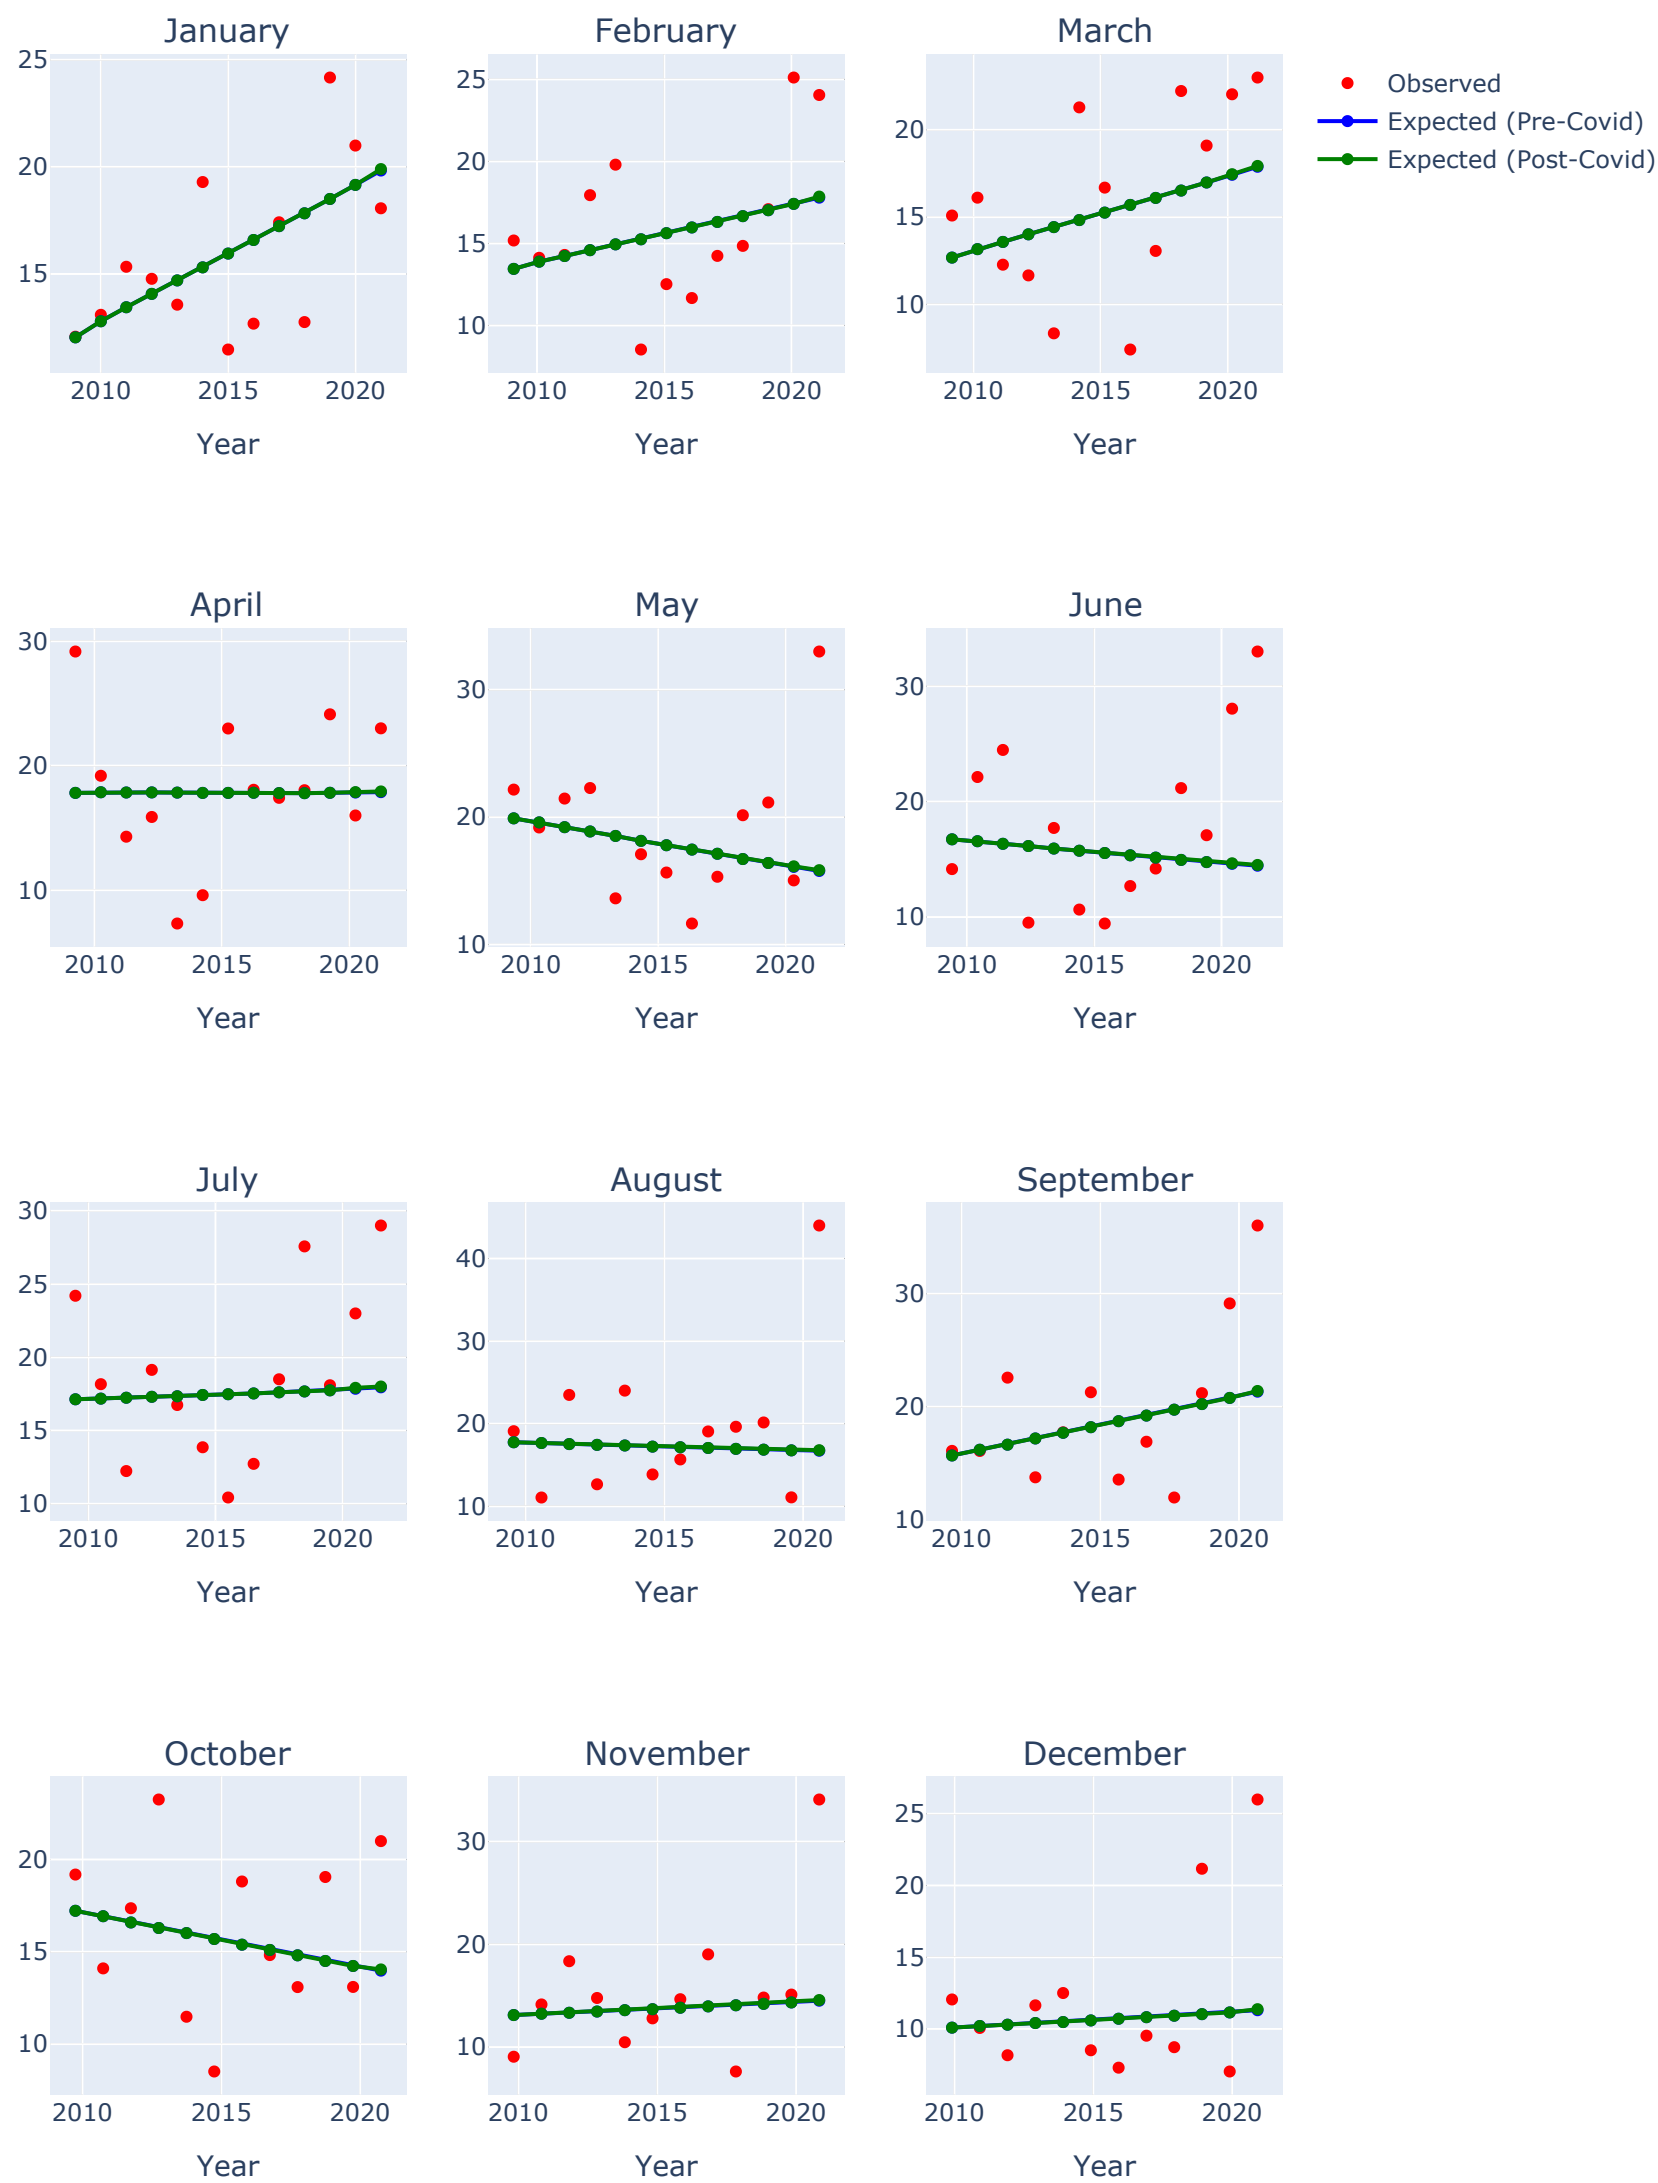 January February March
25
20
15
2010 2015 2020
Year
25
20
15
10
2010 2015 2020
Year
20
15
10
2010 2015 2020
Year
Observed
Expected (Pre-Covid)
Expected (Post-Covid)
April May June
30
20
10
2010 2015 2020
Year
30
20
10
2010 2015 2020
Year
30
20
10
2010 2015 2020
Year
July August September
30
25
20
15
10
2010 2015 2020
Year
40
30
20
10
2010 2015 2020
Year
30
20
10
2010 2015 2020
Year
October November December
20
15
10
2010 2015 2020
Year
30
20
10
2010 2015 2020
Year
25
20
15
10
2010 2015 2020
Year